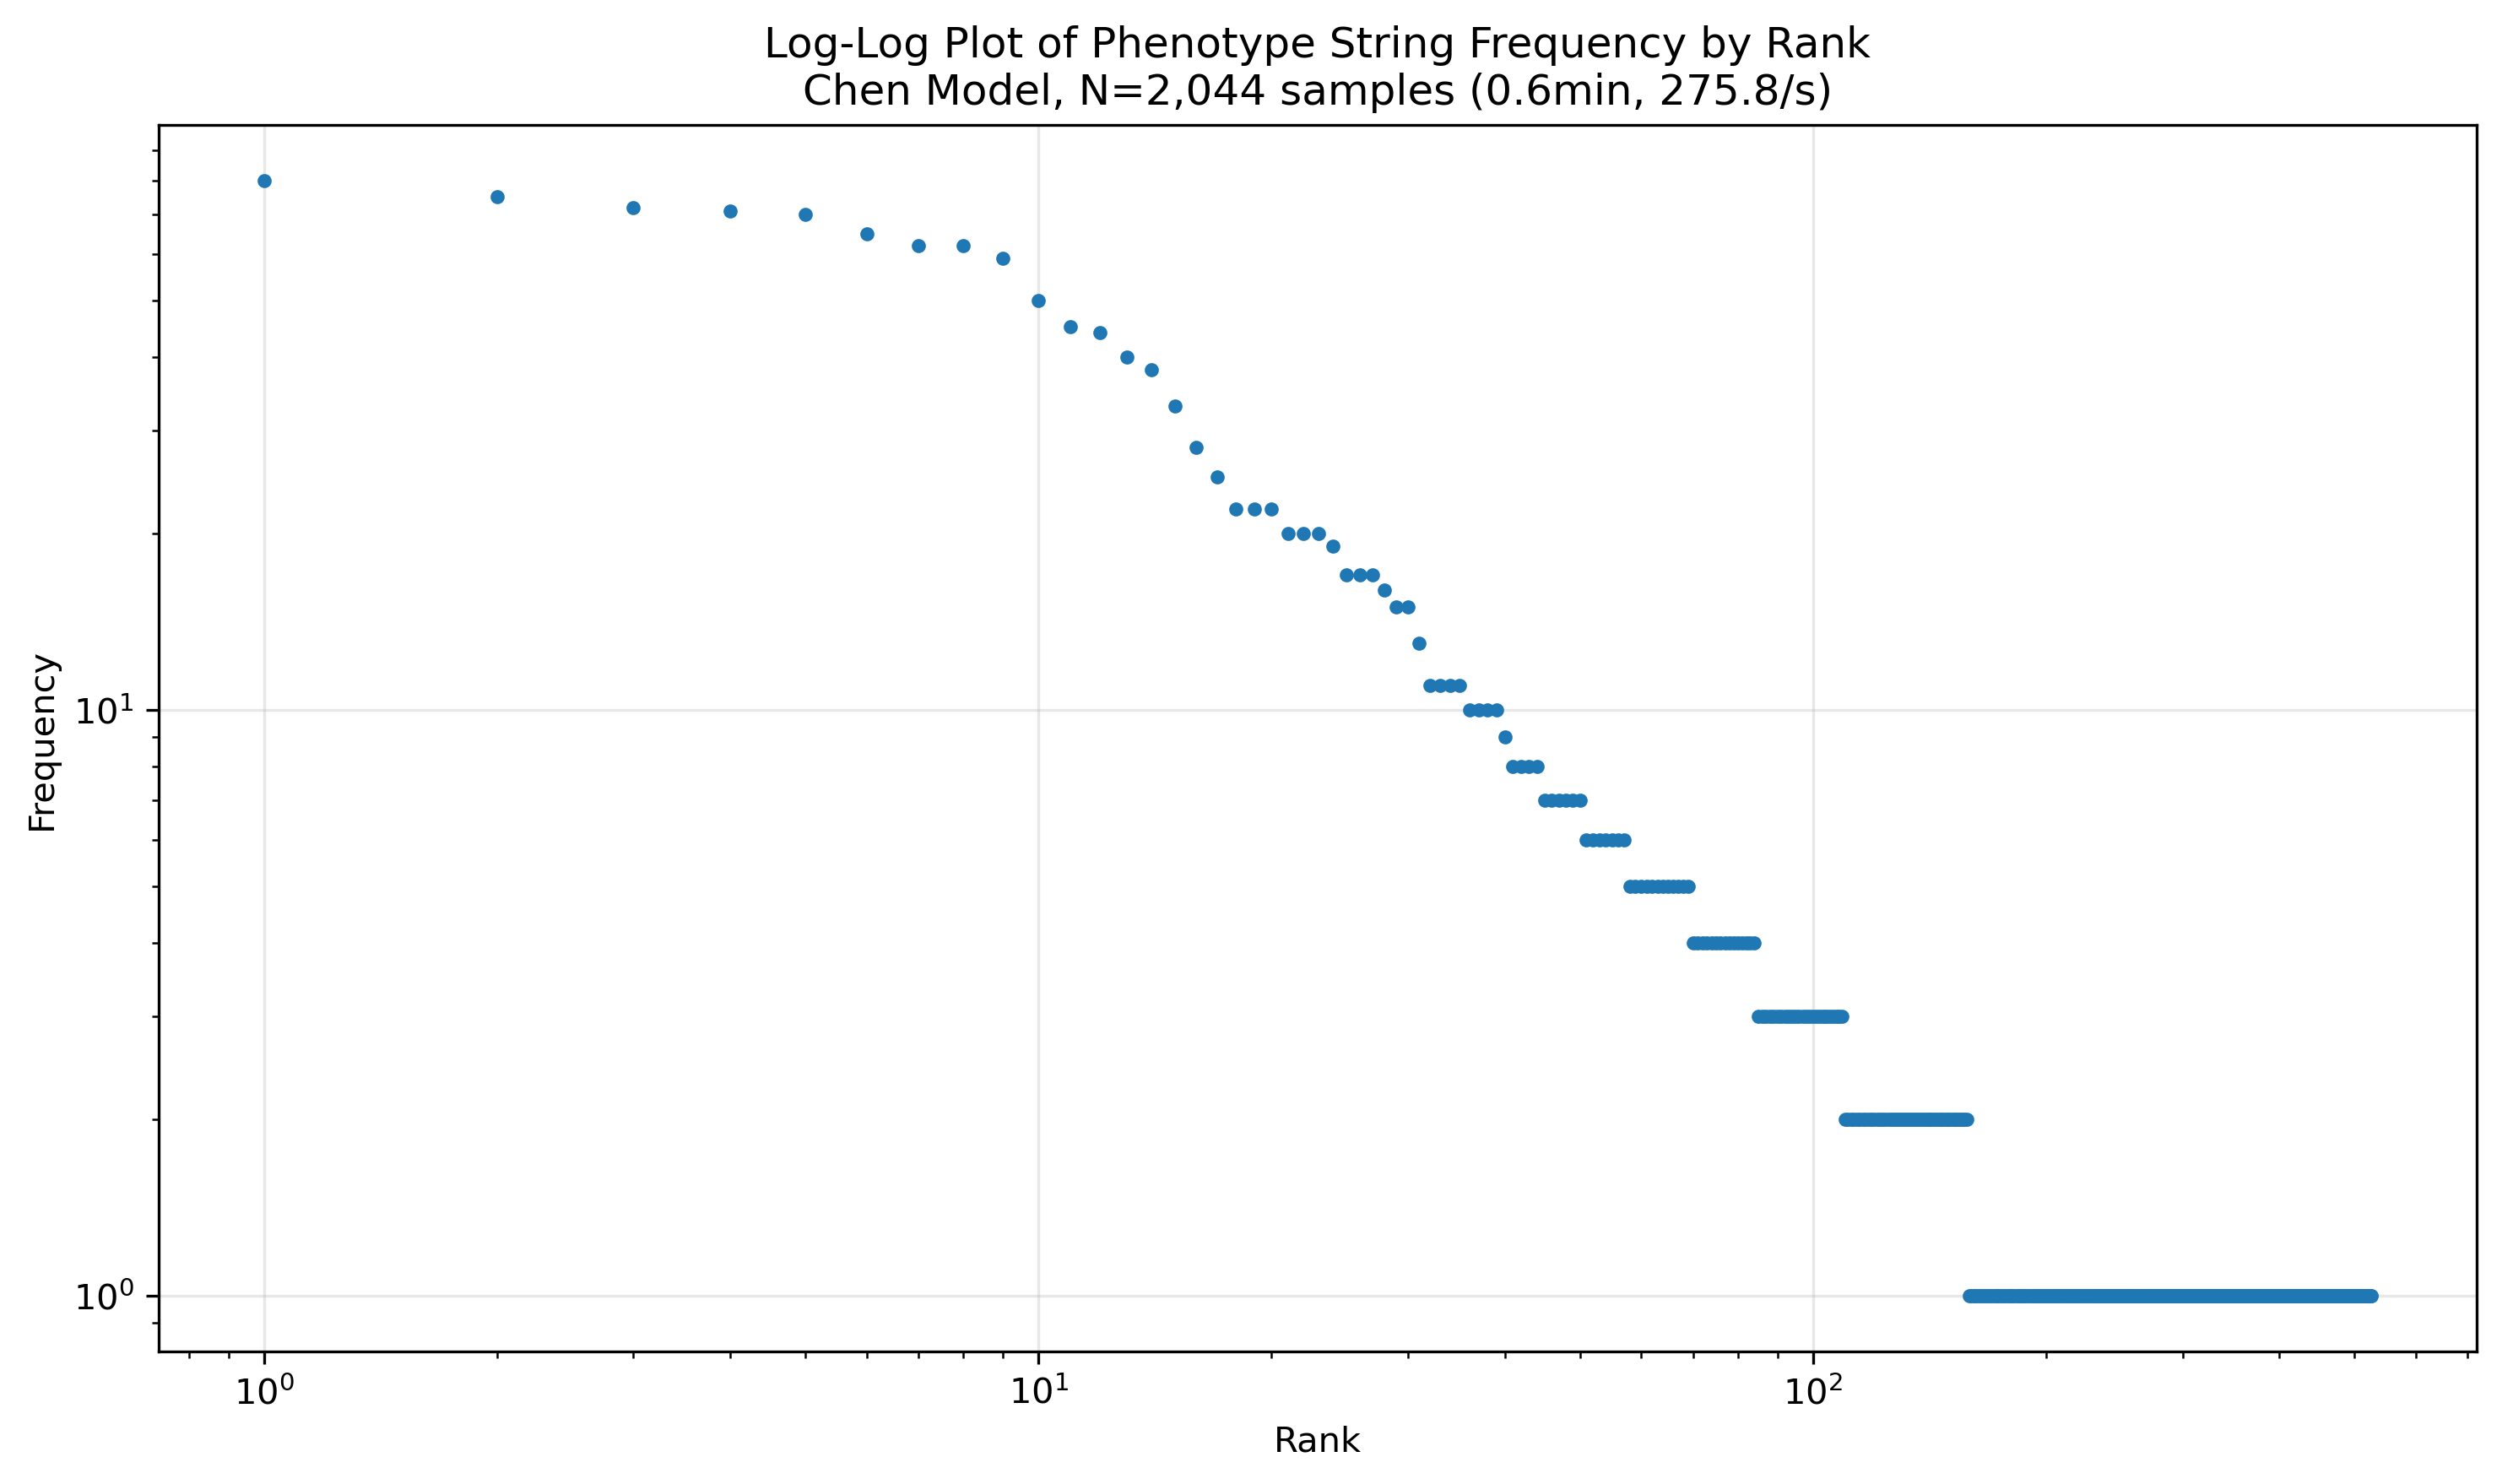 Log-Log Plot of Phenotype String Frequency by Rank
Chen Model, N=2,044 samples (0.6min, 275.8/s)
Frequency
10¹
10⁰
10⁰
10¹
10²
Rank